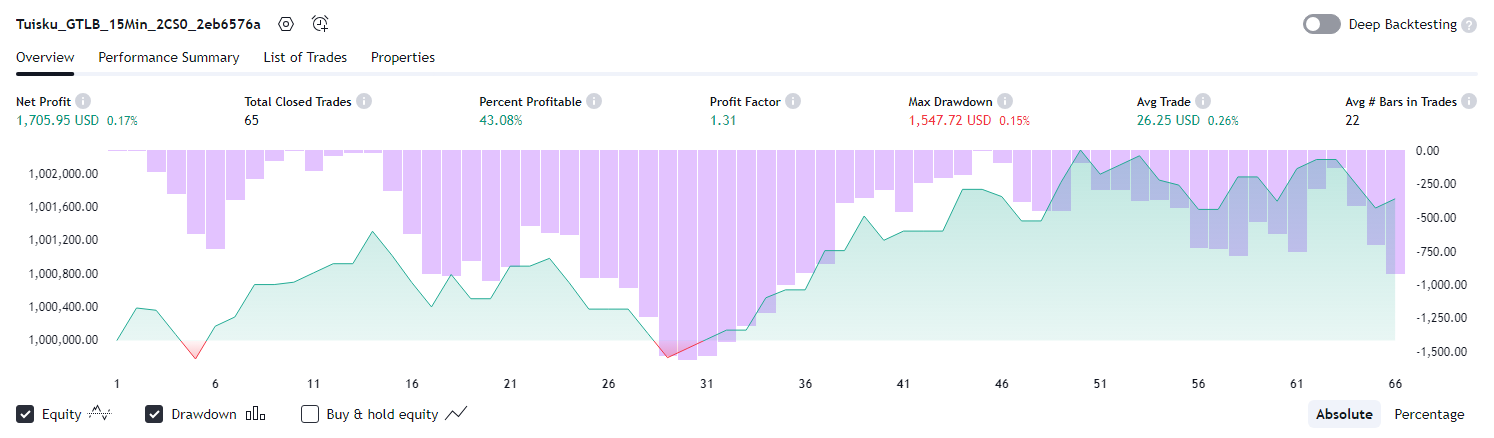 Tuisku_GTLB_15Min_2CS0_2eb6576a Deep Backtesting
Overview Performance Summary List of Trades Properties
Net Profit Total Closed Trades Percent Profitable Profit Factor Max Drawdown Avg Trade Avg # Bars in Trades
1,705.95 USD 0.17% 65 43.08% 1.31 1,547.72 USD 0.15% 26.25 USD 0.26% 22
0.00
1,002,000.00
-250.00
1,001,600.00
-500.00
1,001,200.00
-750.00
1,000,800.00
-1,000.00
1,000,400.00
-1,250.00
1,000,000.00
-1,500.00
1 6 11 16 21 26 31 36 41 46 51 56 61 66
Equity Drawdown Buy & hold equity Absolute Percentage